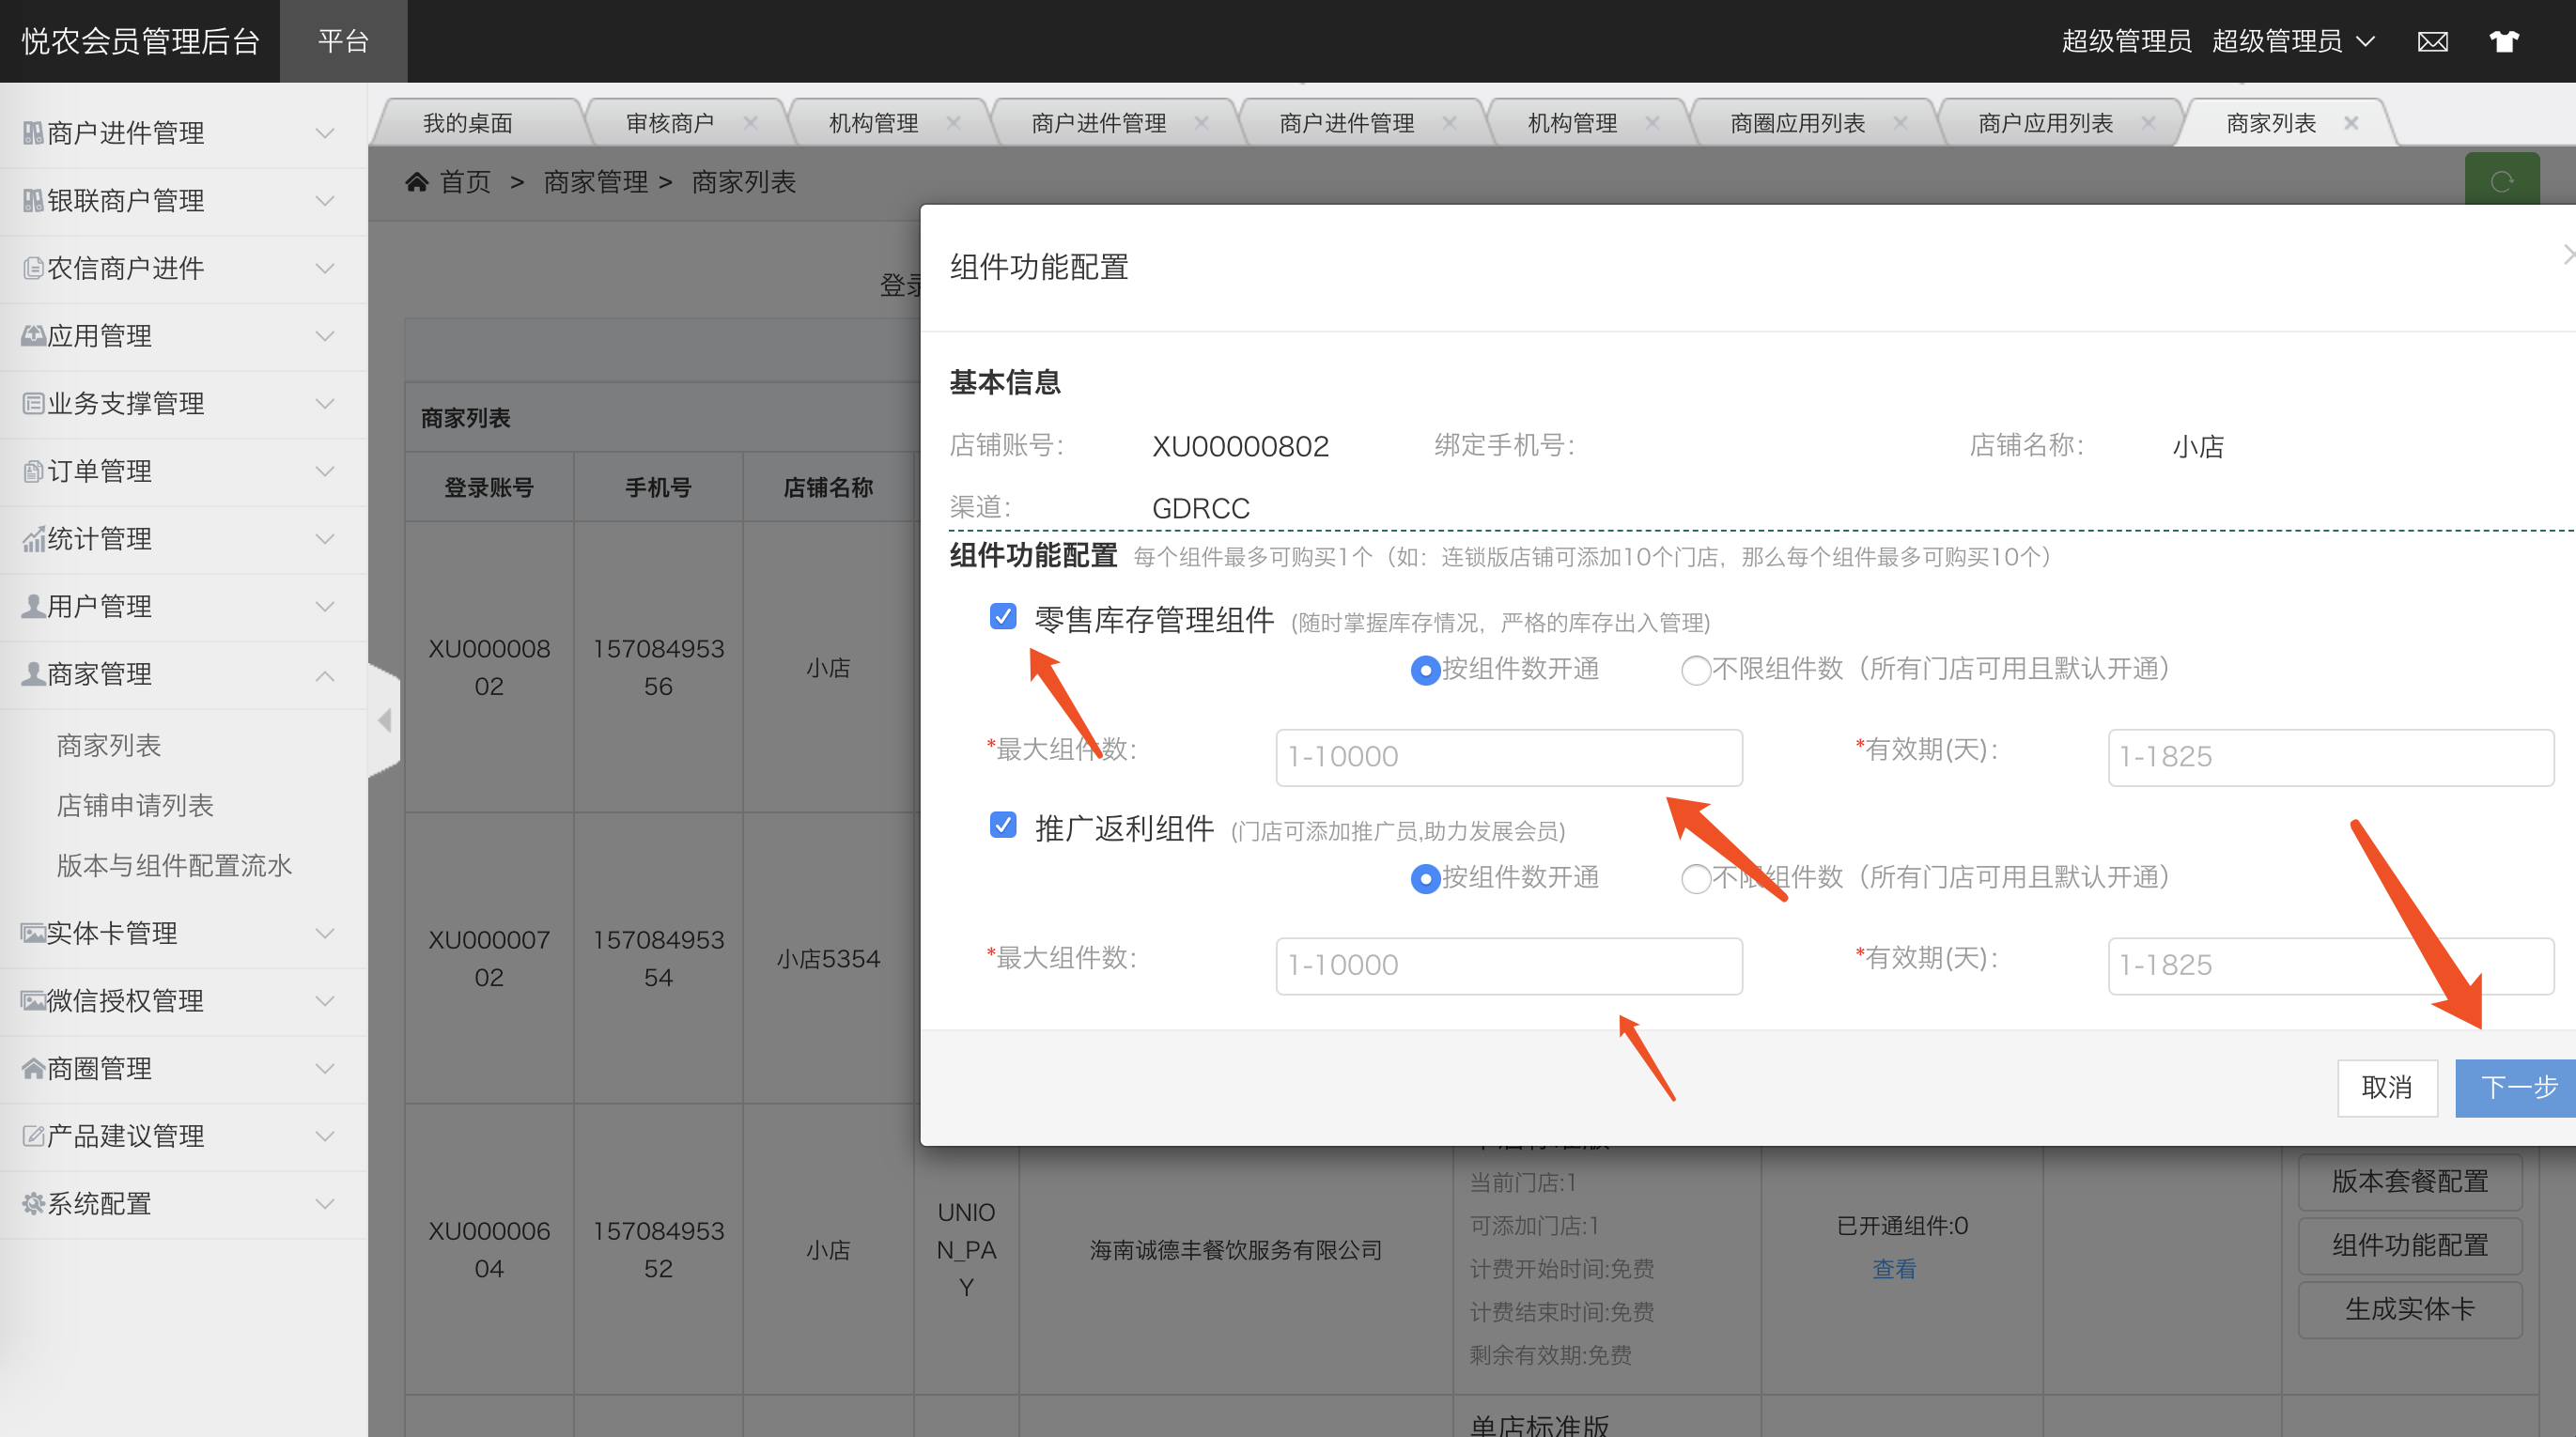 悦农会员管理后台
平台
超级管理员 超级管理员
商户进件管理
银联商户管理
农信商户进件
应用管理
业务支撑管理
订单管理
统计管理
用户管理
商家管理
商家列表
店铺申请列表
版本与组件配置流水
实体卡管理
微信授权管理
商圈管理
产品建议管理
系统配置
我的桌面
审核商户
机构管理
商户进件管理
商户进件管理
机构管理
商圈应用列表
商户应用列表
商家列表
首页 > 商家管理 > 商家列表
登录
商家列表
登录账号 手机号 店铺名称
XU000008
02
157084953
56
小店
XU000007
02
157084953
54
小店5354
XU000006
04
157084953
52
小店
UNIO
N_PA
Y
海南诚德丰餐饮服务有限公司
当前门店:1
可添加门店:1
计费开始时间:免费
计费结束时间:免费
剩余有效期:免费
已开通组件:0
查看
版本套餐配置
组件功能配置
生成实体卡
单店标准版
组件功能配置
基本信息
店铺账号: XU00000802 绑定手机号: 店铺名称: 小店
渠道: GDRCC
组件功能配置 每个组件最多可购买1个（如：连锁版店铺可添加10个门店，那么每个组件最多可购买10个）
零售库存管理组件 (随时掌握库存情况，严格的库存出入管理)
按组件数开通 不限组件数（所有门店可用且默认开通）
*最大组件数: 1-10000 *有效期(天): 1-1825
推广返利组件 (门店可添加推广员,助力发展会员)
按组件数开通 不限组件数（所有门店可用且默认开通）
*最大组件数: 1-10000 *有效期(天): 1-1825
取消 下一步